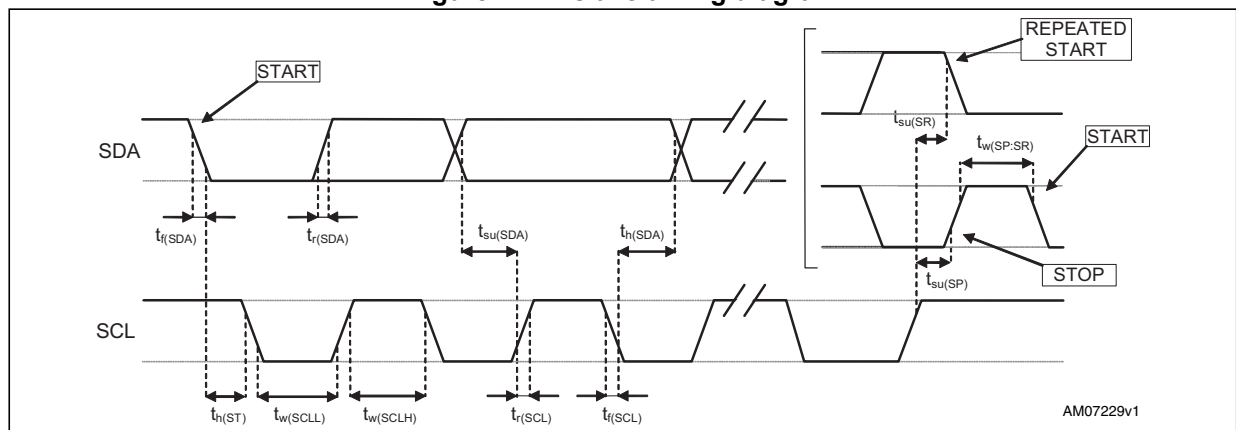 REPEATED
START
START
t_su(SR)
t_w(SP:SR)
START
SDA
t_f(SDA)
t_r(SDA)
t_su(SDA)
t_h(SDA)
t_su(SP)
STOP
SCL
t_h(ST)
t_w(SCLL)
t_w(SCLH)
t_r(SCL)
t_f(SCL)
AM07229v1